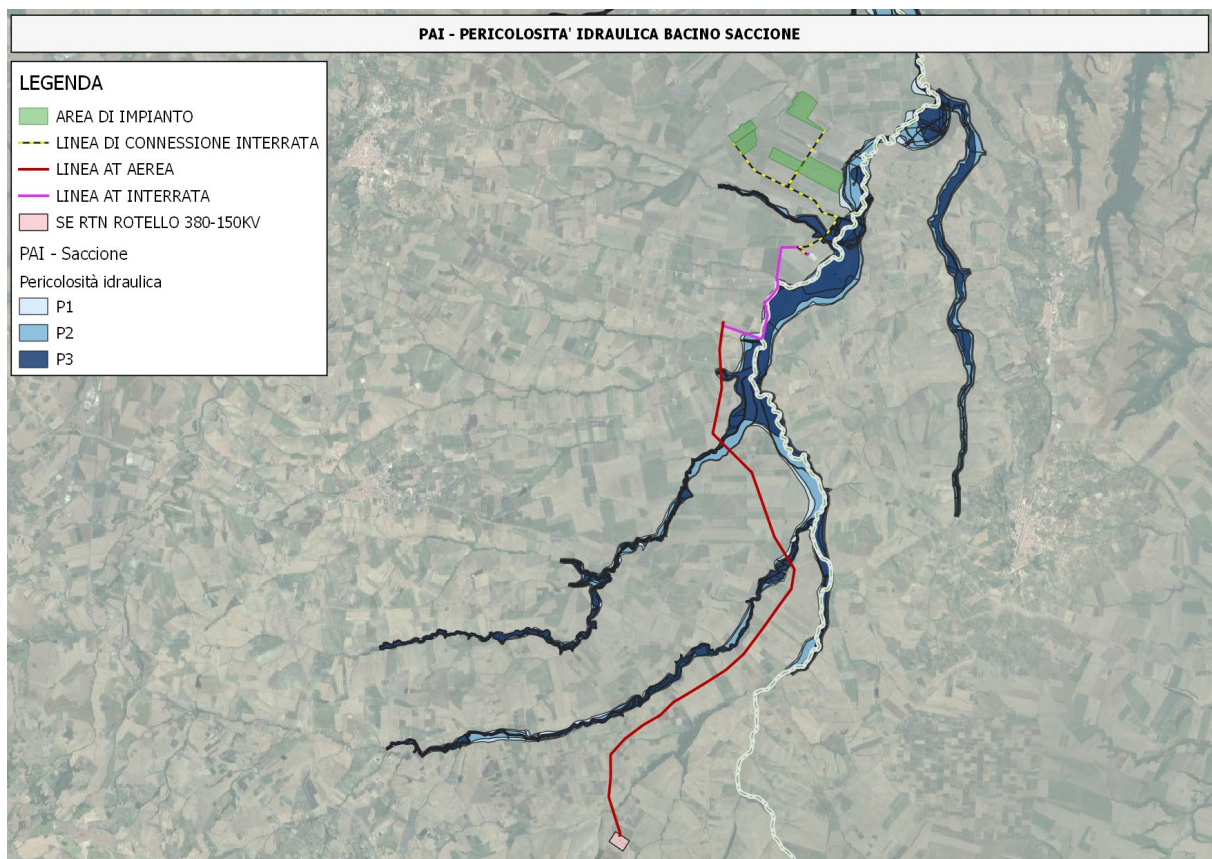 PAI - PERICOLOSITA' IDRAULICA BACINO SACCIONE
LEGENDA
AREA DI IMPIANTO
LINEA DI CONNESSIONE INTERRATA
LINEA AT AEREA
LINEA AT INTERRATA
SE RTN ROTELLO 380-150KV
PAI - Saccione
Pericolosità idraulica
P1
P2
P3